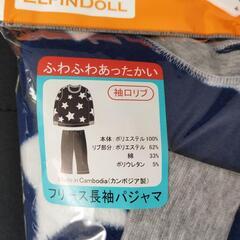 ELFINDOLL
ふわふわあったかい
袖口リブ
本体:ポリエステル100%
リブ部分:ポリエステル62%
綿 33%
ポリウレタン 5%
Made in Cambodia(カンボジア製)
フリース長袖パジャマ